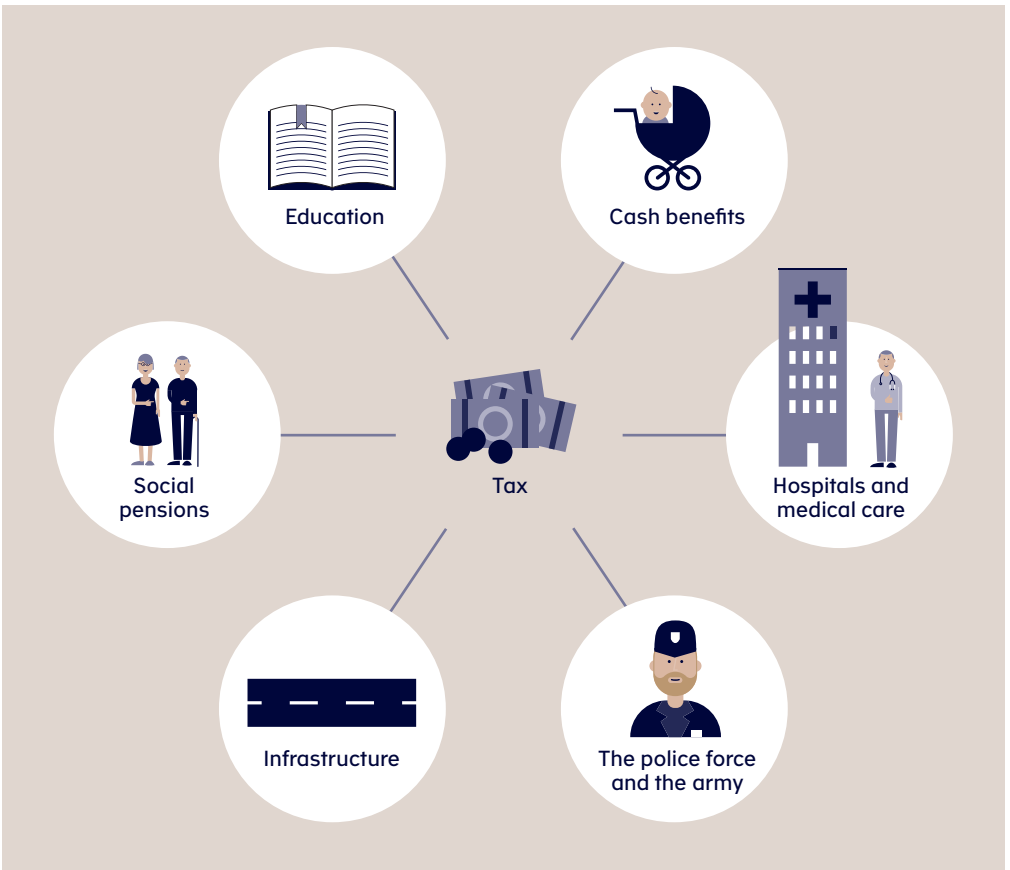 Education
Cash benefits
Social
pensions
Tax
Hospitals and
medical care
Infrastructure
The police force
and the army